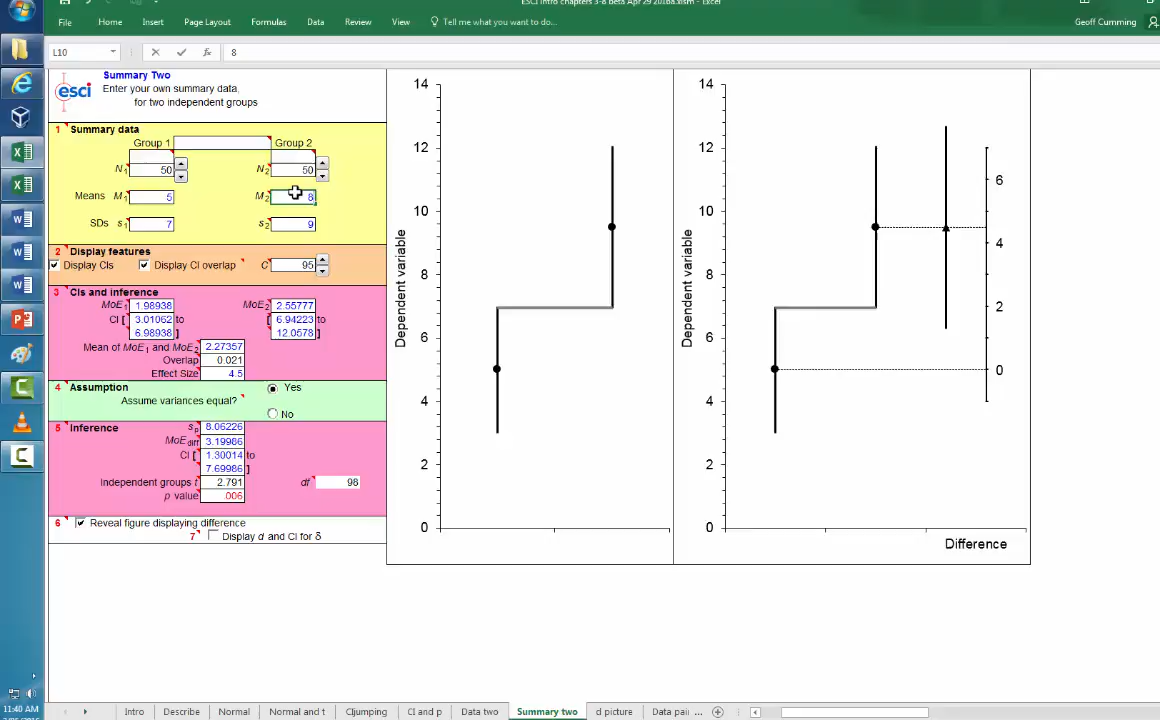 ESCI intro chapters 3-8 beta Apr 29 2016a.xlsm - Excel
File Home Insert Page Layout Formulas Data Review View Tell me what you want to do... Geoff Cumming
L10 fx 8
esci
Summary Two
Enter your own summary data,
for two independent groups
1 Summary data
Group 1 Group 2
N1 50 N2 50
Means M1 5 M2 8
SDs s1 7 s2 9
2 Display features
Display CIs Display CI overlap C 95
3 CIs and inference
MoE1 1.98938 MoE2 2.55777
CI [ 3.01062 to [ 6.94223 to
6.98938 ] 12.0578 ]
Mean of MoE1 and MoE2 2.27357
Overlap 0.021
Effect Size 4.5
4 Assumption Yes
Assume variances equal?
No
5 Inference sp 8.06226
MoEdiff 3.19986
CI [ 1.30014 to
7.69986 ]
Independent groups t 2.791 df 98
p value .006
6 Reveal figure displaying difference
7 Display d and CI for δ
Dependent variable
14
12
10
8
6
4
2
0
Dependent variable
14
12
10
8
6
4
2
0
6
4
2
0
Difference
Intro Describe Normal Normal and t CIjumping CI and p Data two Summary two d picture Data pai ...
11:40 AM